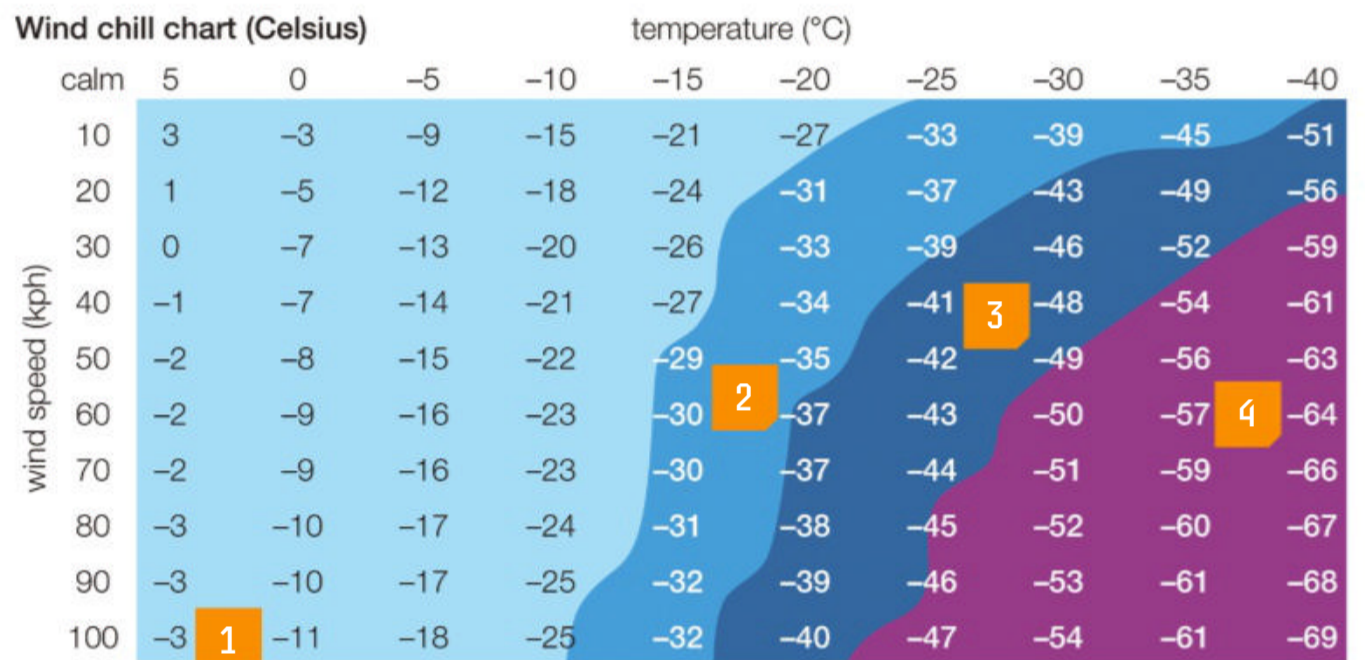 Wind chill chart (Celsius) temperature (°C)
calm 5 0 –5 –10 –15 –20 –25 –30 –35 –40
10 3 –3 –9 –15 –21 –27 –33 –39 –45 –51
20 1 –5 –12 –18 –24 –31 –37 –43 –49 –56
30 0 –7 –13 –20 –26 –33 –39 –46 –52 –59
40 –1 –7 –14 –21 –27 –34 –41 3 –48 –54 –61
50 –2 –8 –15 –22 –29 –35 –42 –49 –56 –63
60 –2 –9 –16 –23 –30 2 –37 –43 –50 –57 4 –64
70 –2 –9 –16 –23 –30 –37 –44 –51 –59 –66
80 –3 –10 –17 –24 –31 –38 –45 –52 –60 –67
90 –3 –10 –17 –25 –32 –39 –46 –53 –61 –68
100 –3 1 –11 –18 –25 –32 –40 –47 –54 –61 –69
wind speed (kph)